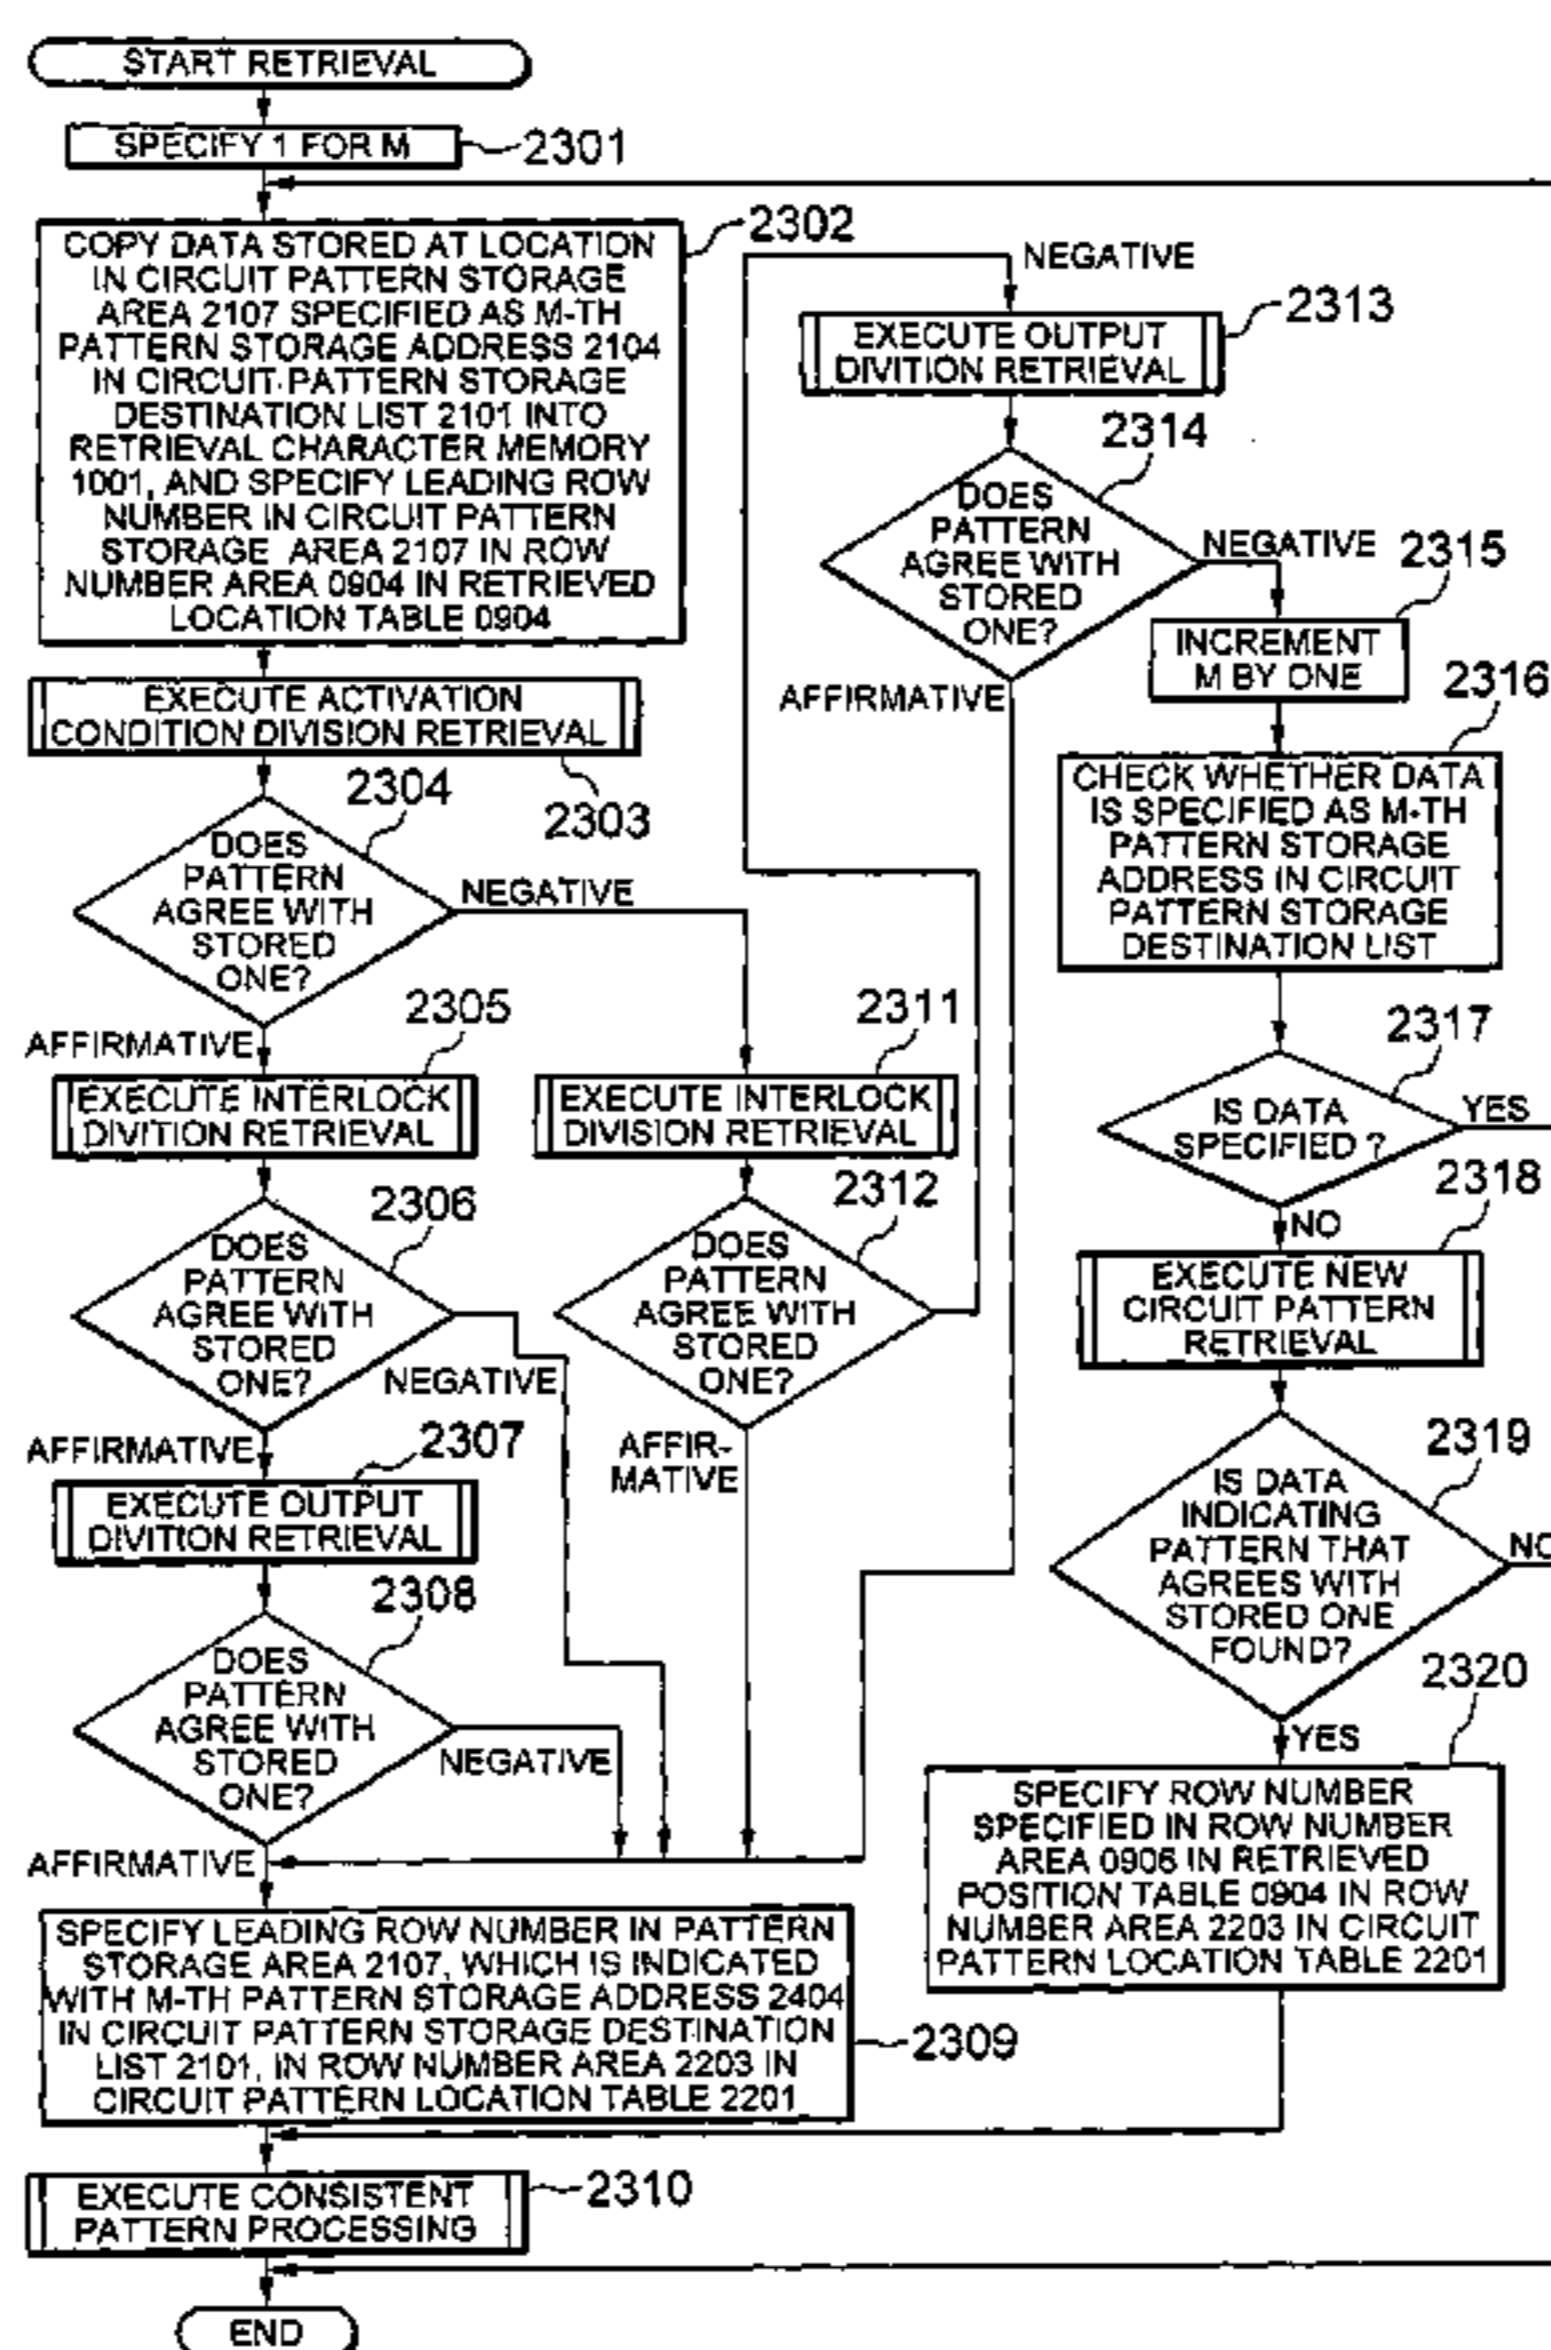 START RETRIEVAL
SPECIFY 1 FOR M
2301
COPY DATA STORED AT LOCATION
IN CIRCUIT PATTERN STORAGE
AREA 2107 SPECIFIED AS M-TH
PATTERN STORAGE ADDRESS 2104
IN CIRCUIT PATTERN STORAGE
DESTINATION LIST 2101 INTO
RETRIEVAL CHARACTER MEMORY
1001, AND SPECIFY LEADING ROW
NUMBER IN CIRCUIT PATTERN
STORAGE AREA 2107 IN ROW
NUMBER AREA 0904 IN RETRIEVED
LOCATION TABLE 0904
2302
EXECUTE ACTIVATION
CONDITION DIVISION RETRIEVAL
2303
2304
DOES
PATTERN
AGREE WITH
STORED
ONE?
NEGATIVE
AFFIRMATIVE
2305
EXECUTE INTERLOCK
DIVITION RETRIEVAL
2306
DOES
PATTERN
AGREE WITH
STORED
ONE?
NEGATIVE
AFFIRMATIVE
2307
EXECUTE OUTPUT
DIVITION RETRIEVAL
2308
DOES
PATTERN
AGREE WITH
STORED
ONE?
NEGATIVE
AFFIRMATIVE
SPECIFY LEADING ROW NUMBER IN PATTERN
STORAGE AREA 2107, WHICH IS INDICATED
WITH M-TH PATTERN STORAGE ADDRESS 2404
IN CIRCUIT PATTERN STORAGE DESTINATION
LIST 2101, IN ROW NUMBER AREA 2203 IN
CIRCUIT PATTERN LOCATION TABLE 2201
2309
EXECUTE CONSISTENT
PATTERN PROCESSING
2310
END
2311
EXECUTE INTERLOCK
DIVISION RETRIEVAL
2312
DOES
PATTERN
AGREE WITH
STORED
ONE?
AFFIR-
MATIVE
NEGATIVE
2313
EXECUTE OUTPUT
DIVITION RETRIEVAL
2314
DOES
PATTERN
AGREE WITH
STORED
ONE?
NEGATIVE
AFFIRMATIVE
2315
INCREMENT
M BY ONE
2316
CHECK WHETHER DATA
IS SPECIFIED AS M-TH
PATTERN STORAGE
ADDRESS IN CIRCUIT
PATTERN STORAGE
DESTINATION LIST
2317
IS DATA
SPECIFIED ?
YES
NO
2318
EXECUTE NEW
CIRCUIT PATTERN
RETRIEVAL
2319
IS DATA
INDICATING
PATTERN THAT
AGREES WITH
STORED ONE
FOUND?
NO
YES
2320
SPECIFY ROW NUMBER
SPECIFIED IN ROW NUMBER
AREA 0906 IN RETRIEVED
POSITION TABLE 0904 IN ROW
NUMBER AREA 2203 IN CIRCUIT
PATTERN LOCATION TABLE 2201